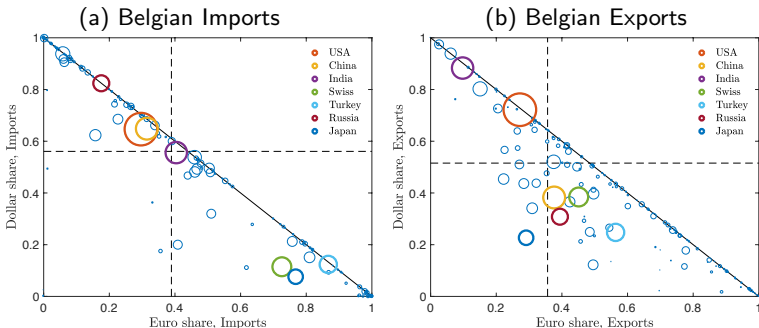 (a) Belgian Imports
(b) Belgian Exports
Dollar share, Imports
1
0.8
0.6
0.4
0.2
0
0
0.2
0.4
0.6
0.8
1
Euro share, Imports
USA
China
India
Swiss
Turkey
Russia
Japan
Dollar share, Exports
1
0.8
0.6
0.4
0.2
0
0
0.2
0.4
0.6
0.8
1
Euro share, Exports
USA
China
India
Swiss
Turkey
Russia
Japan